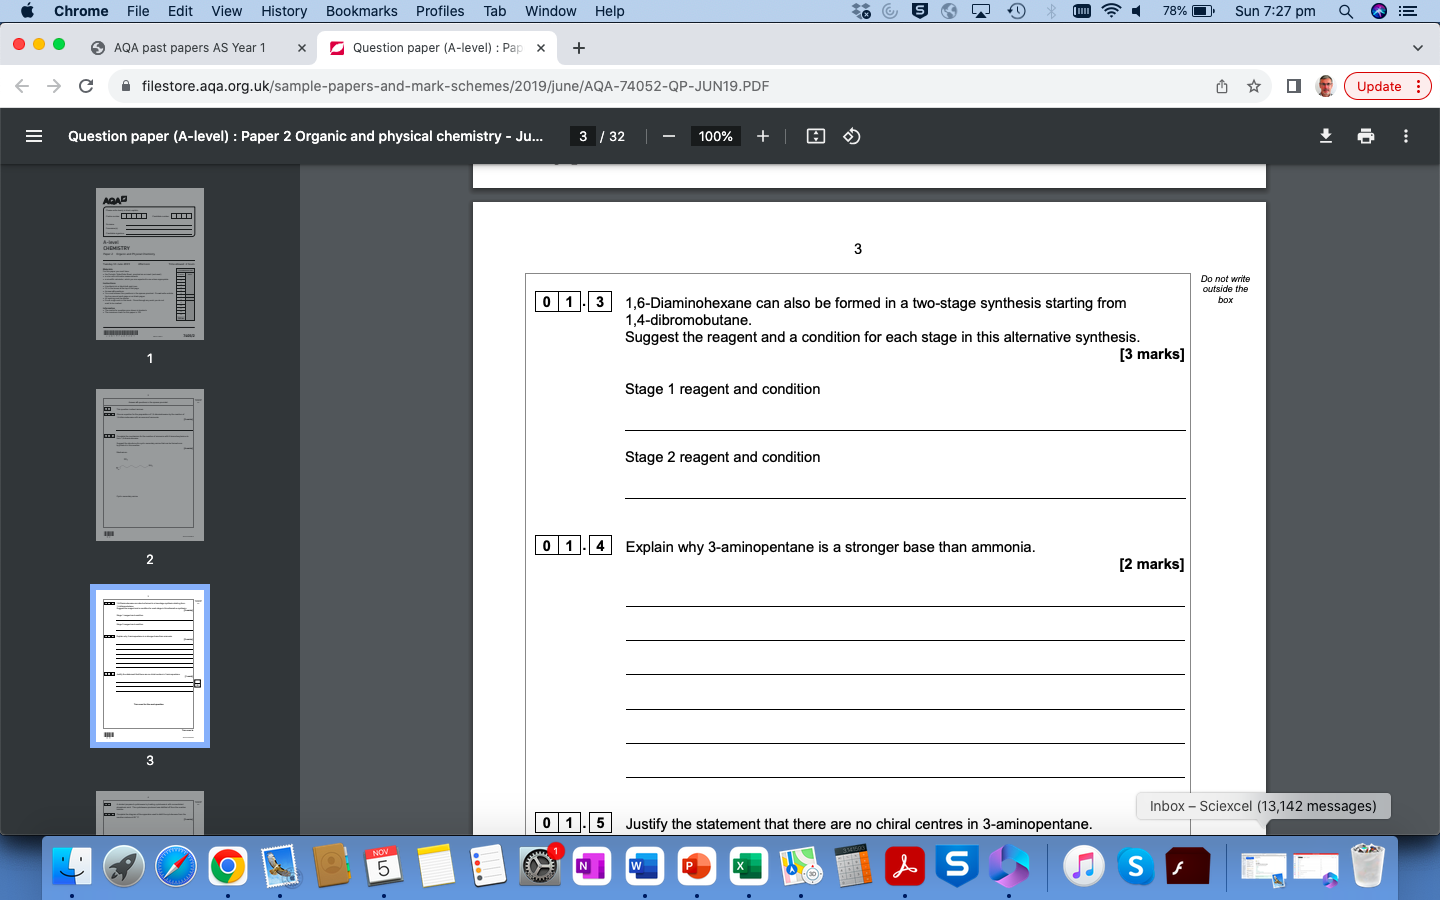 Chrome File Edit View History Bookmarks Profiles Tab Window Help 78% Sun 7:27 pm
AQA past papers AS Year 1 Question paper (A-level) : Pap
filestore.aqa.org.uk/sample-papers-and-mark-schemes/2019/june/AQA-74052-QP-JUN19.PDF Update
Question paper (A-level) : Paper 2 Organic and physical chemistry - Ju... 3 / 32 100%
AQA
A-level
CHEMISTRY
1
2
3
3
Do not write
outside the
box
0 1 . 3 1,6-Diaminohexane can also be formed in a two-stage synthesis starting from
1,4-dibromobutane.
Suggest the reagent and a condition for each stage in this alternative synthesis.
[3 marks]
Stage 1 reagent and condition
Stage 2 reagent and condition
0 1 . 4 Explain why 3-aminopentane is a stronger base than ammonia.
[2 marks]
0 1 . 5 Justify the statement that there are no chiral centres in 3-aminopentane.
Inbox – Sciexcel (13,142 messages)
NOV
5
1